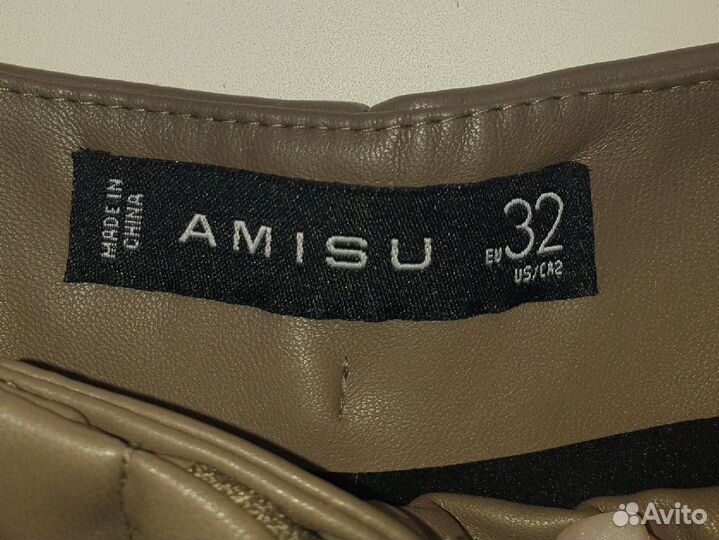 MADE IN
CHINA
AMISU
EU 32
US/CA2
Avito